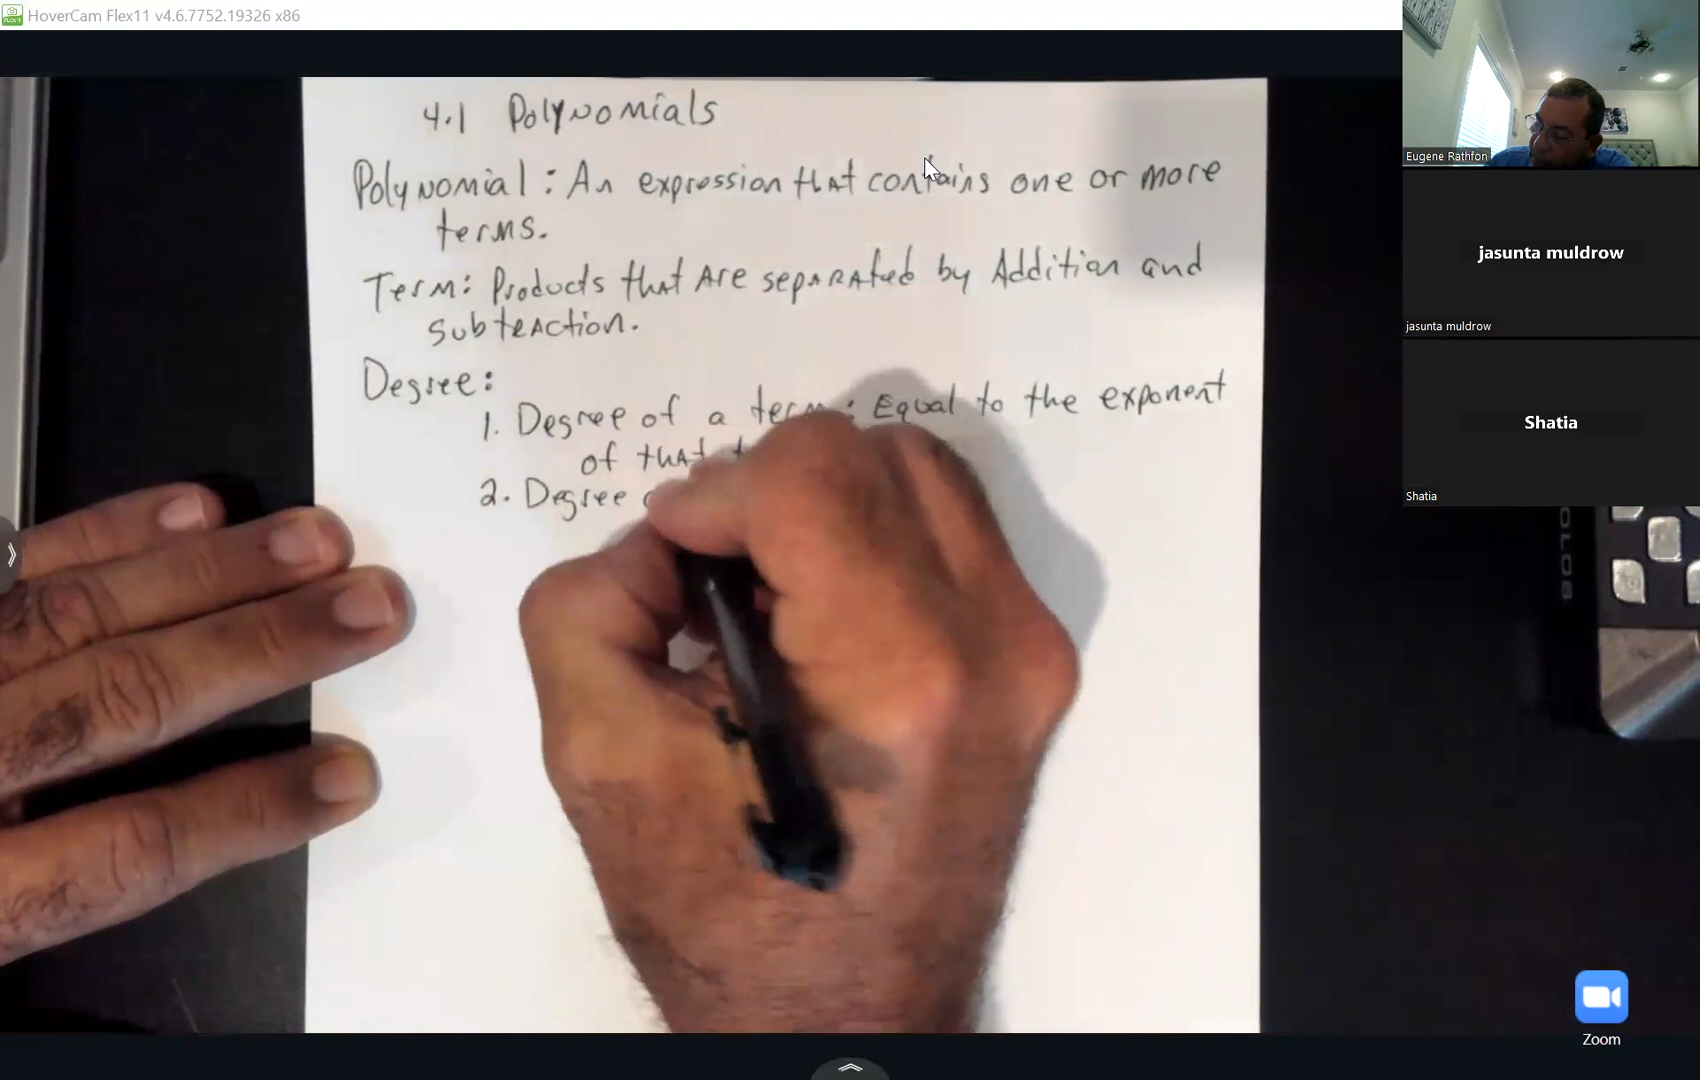 HoverCam Flex11 v4.6.7752.19326 x86
4.1 Polynomials
Polynomial: An expression that contains one or more
terms.
Term: Products that are separated by Addition and
subtraction.
Degree:
1. Degree of a term: Equal to the exponent
of that
2. Degree
Eugene Rathfon
jasunta muldrow
jasunta muldrow
Shatia
Shatia
Zoom